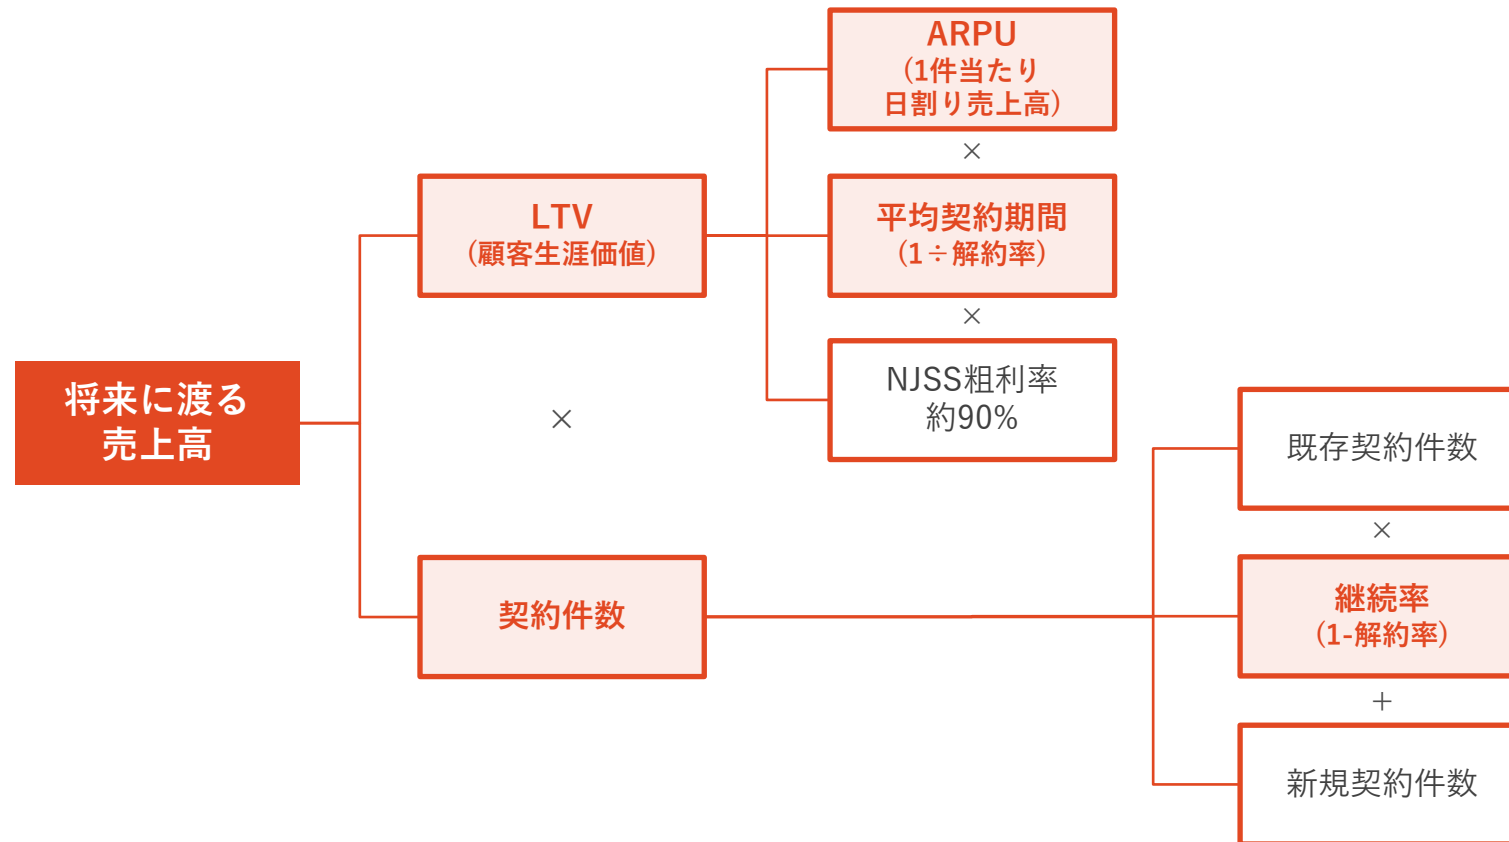 将来に渡る
売上高
LTV
(顧客生涯価値)
×
契約件数
ARPU
(1件当たり
日割り売上高)
×
平均契約期間
(1÷解約率)
×
NJSS粗利率
約90%
既存契約件数
×
継続率
(1-解約率)
+
新規契約件数